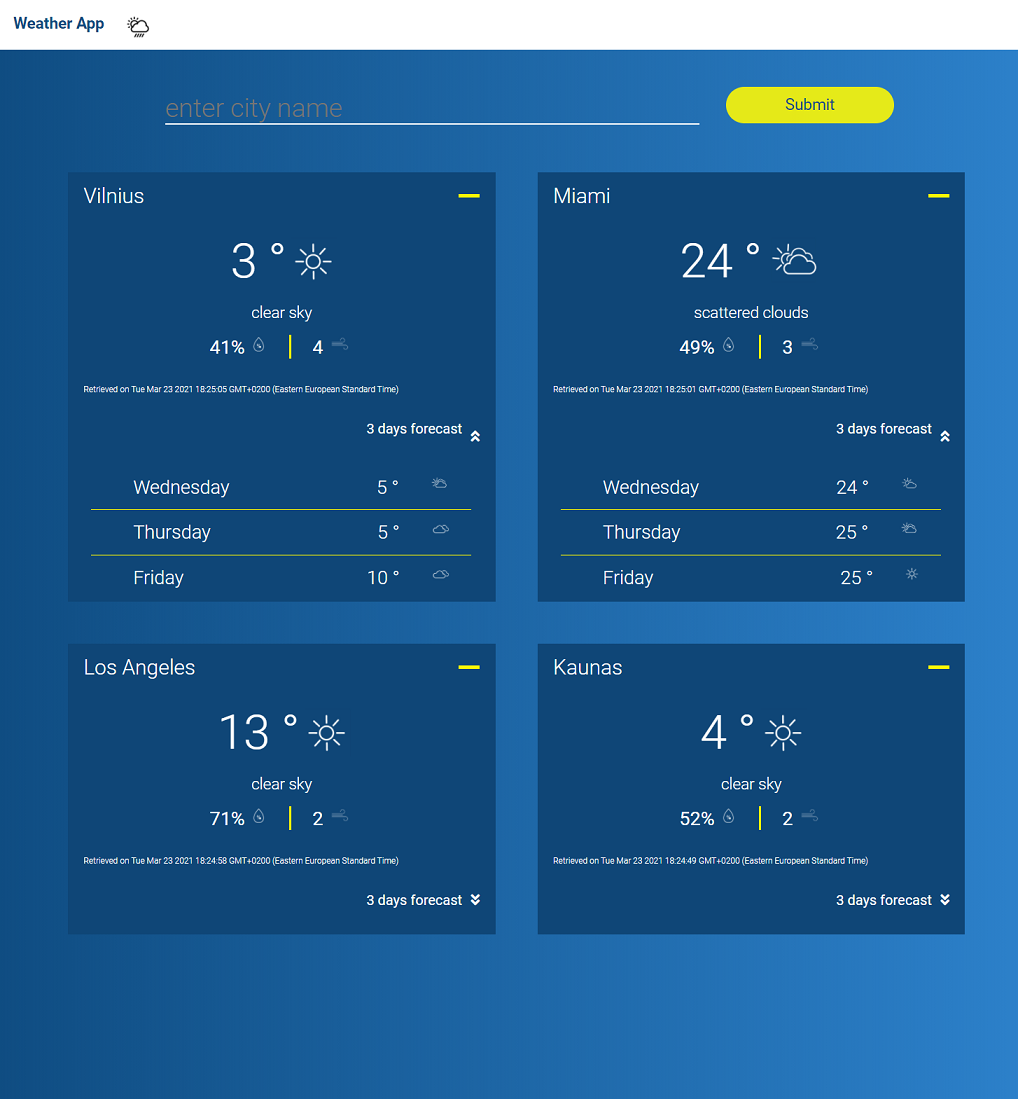 Weather App
enter city name
Submit
Vilnius
3 °
clear sky
41% 4
Retrieved on Tue Mar 23 2021 18:25:05 GMT+0200 (Eastern European Standard Time)
3 days forecast
Wednesday 5 °
Thursday 5 °
Friday 10 °
Miami
24 °
scattered clouds
49% 3
Retrieved on Tue Mar 23 2021 18:25:01 GMT+0200 (Eastern European Standard Time)
3 days forecast
Wednesday 24 °
Thursday 25 °
Friday 25 °
Los Angeles
13 °
clear sky
71% 2
Retrieved on Tue Mar 23 2021 18:24:58 GMT+0200 (Eastern European Standard Time)
3 days forecast
Kaunas
4 °
clear sky
52% 2
Retrieved on Tue Mar 23 2021 18:24:49 GMT+0200 (Eastern European Standard Time)
3 days forecast